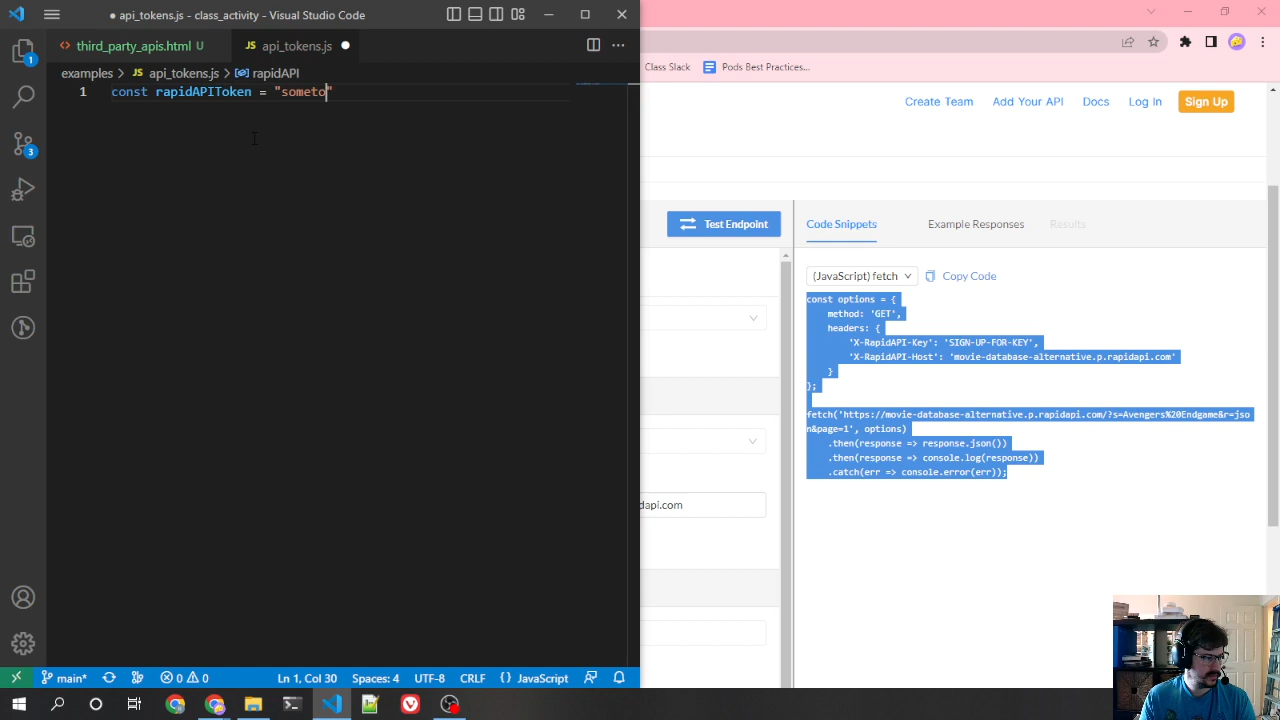 api_tokens.js - class_activity - Visual Studio Code
third_party_apis.html U
JS api_tokens.js
examples > JS api_tokens.js > rapidAPI
1 const rapidAPIToken = "someto"
Class Slack
Pods Best Practices...
Create Team Add Your API Docs Log In Sign Up
Test Endpoint
Code Snippets Example Responses Results
(JavaScript) fetch Copy Code
const options = {
method: 'GET',
headers: {
'X-RapidAPI-Key': 'SIGN-UP-FOR-KEY',
'X-RapidAPI-Host': 'movie-database-alternative.p.rapidapi.com'
}
};
fetch('https://movie-database-alternative.p.rapidapi.com/?s=Avengers%20Endgame&r=jso
n&page=1', options)
.then(response => response.json())
.then(response => console.log(response))
.catch(err => console.error(err));
dapi.com
1
3
main* 0 0 Ln 1, Col 30 Spaces: 4 UTF-8 CRLF {} JavaScript